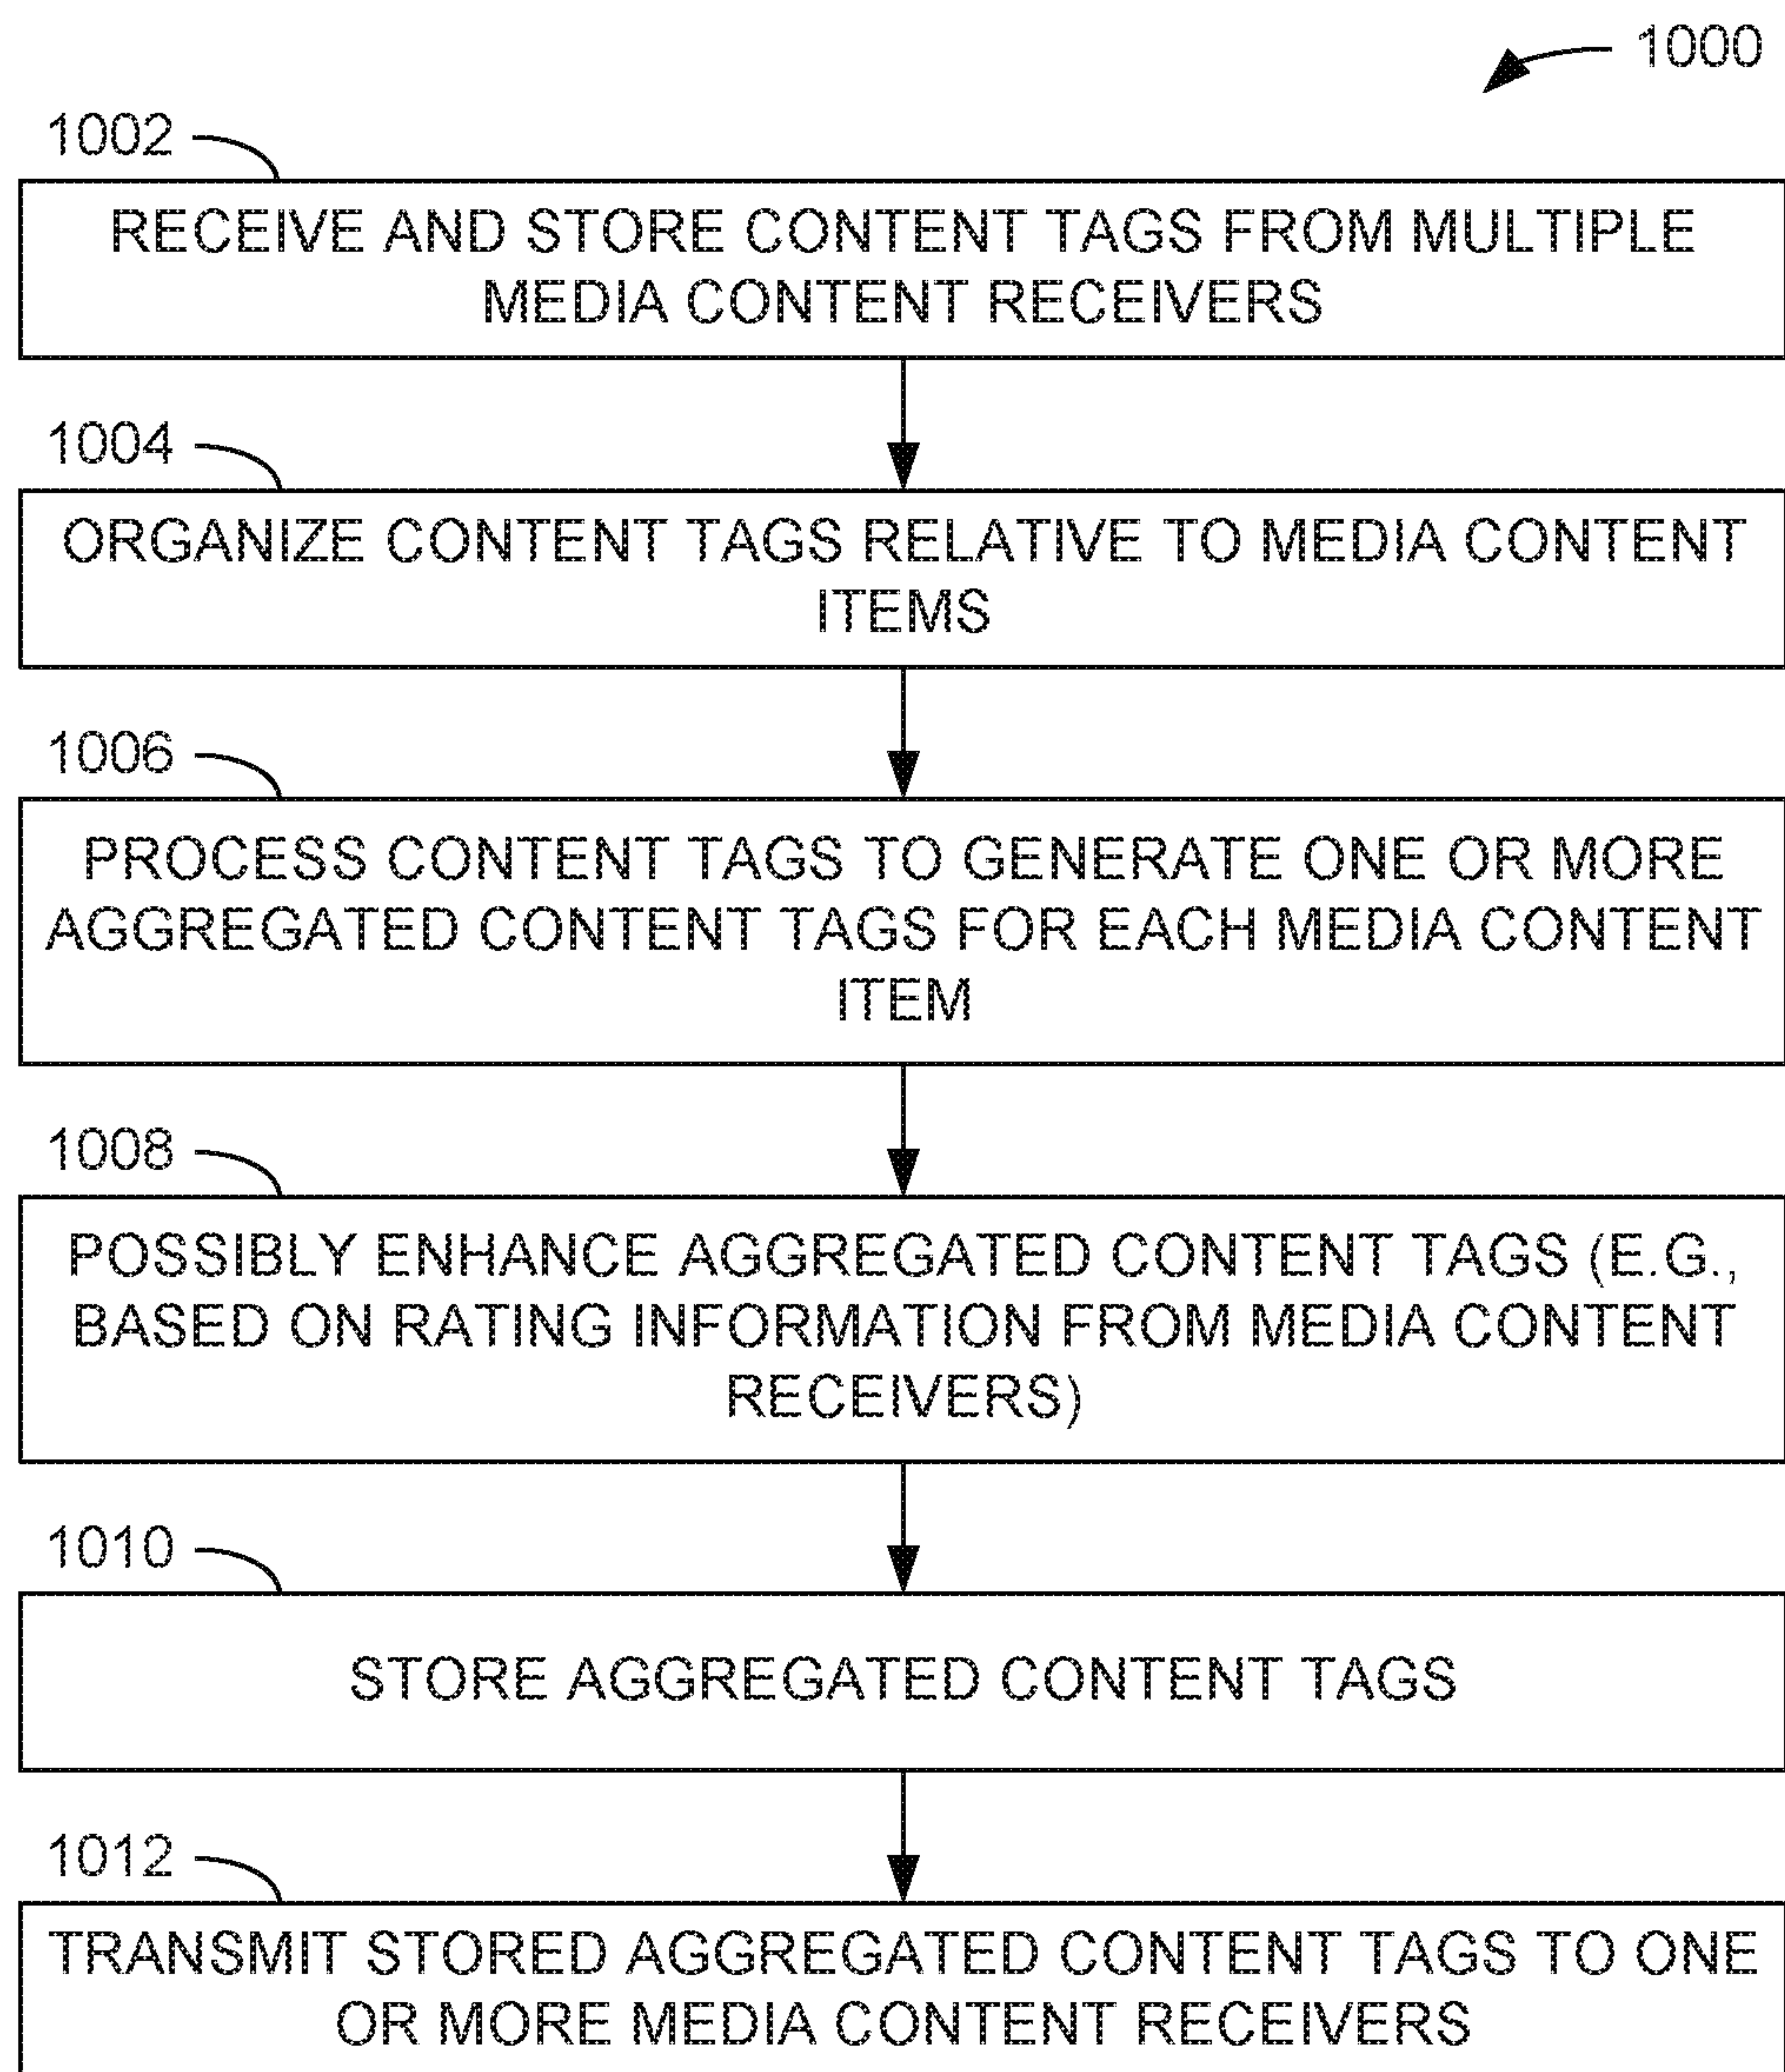 1000
1002
RECEIVE AND STORE CONTENT TAGS FROM MULTIPLE
MEDIA CONTENT RECEIVERS
1004
ORGANIZE CONTENT TAGS RELATIVE TO MEDIA CONTENT
ITEMS
1006
PROCESS CONTENT TAGS TO GENERATE ONE OR MORE
AGGREGATED CONTENT TAGS FOR EACH MEDIA CONTENT
ITEM
1008
POSSIBLY ENHANCE AGGREGATED CONTENT TAGS (E.G.,
BASED ON RATING INFORMATION FROM MEDIA CONTENT
RECEIVERS)
1010
STORE AGGREGATED CONTENT TAGS
1012
TRANSMIT STORED AGGREGATED CONTENT TAGS TO ONE
OR MORE MEDIA CONTENT RECEIVERS